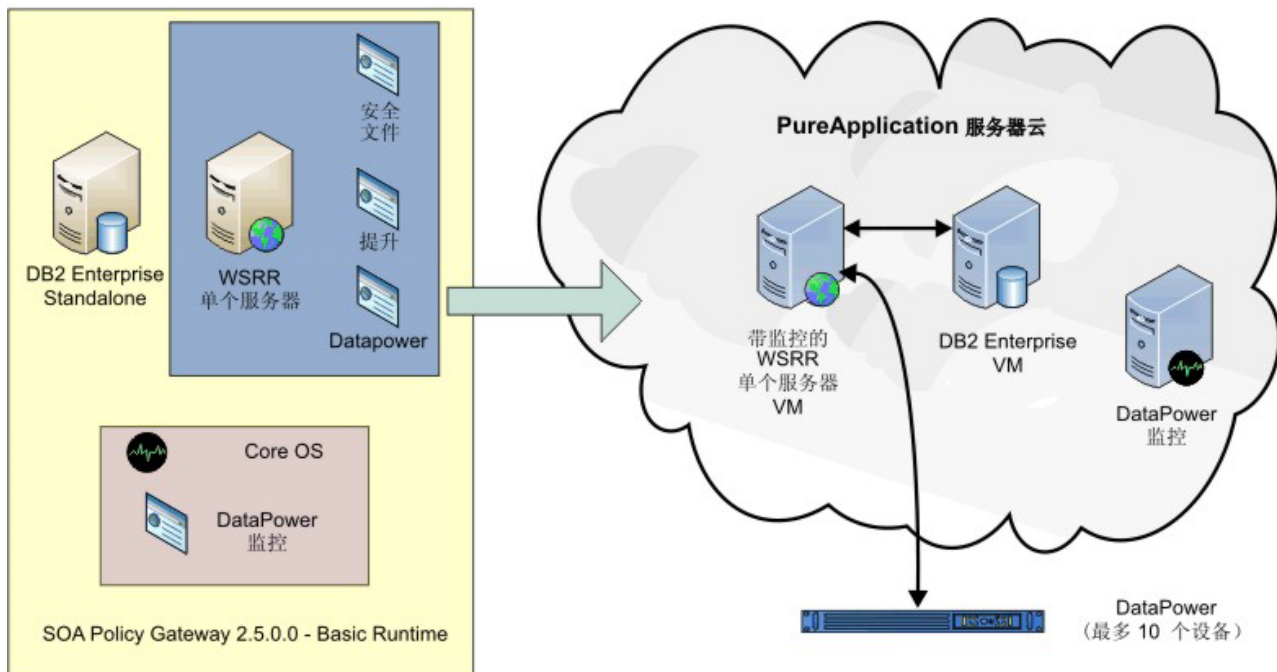 安全
文件
提升
Datapower
DB2 Enterprise
Standalone
WSRR
单个服务器
Core OS
DataPower
监控
SOA Policy Gateway 2.5.0.0 - Basic Runtime
PureApplication 服务器云
带监控的
WSRR
单个服务器
VM
DB2 Enterprise
VM
DataPower
监控
DataPower
（最多 10 个设备）